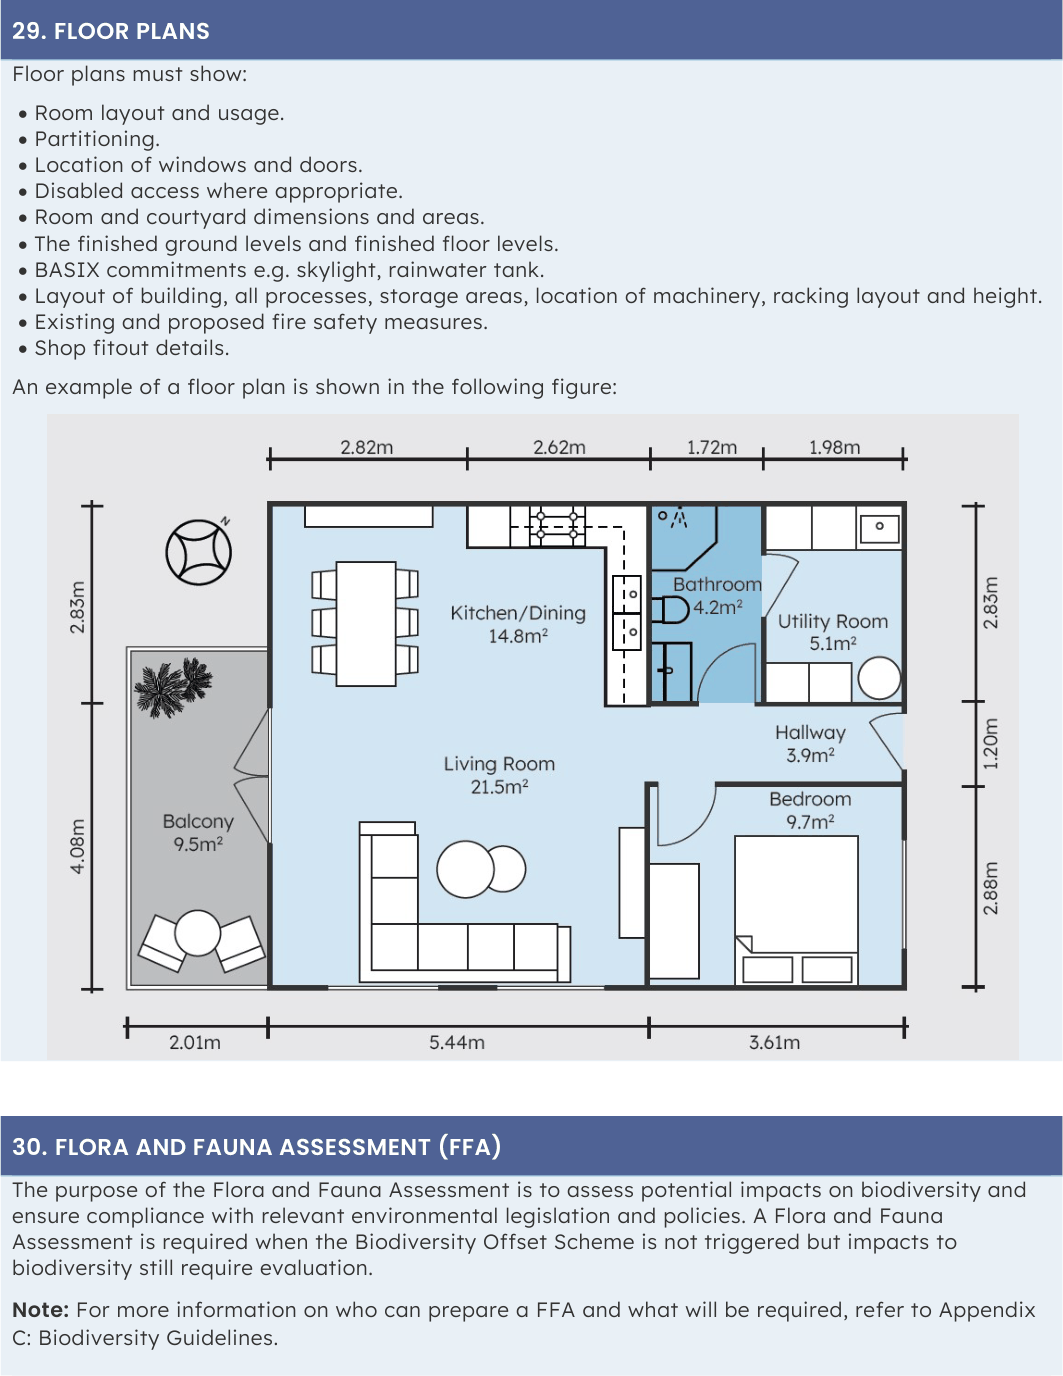 29. FLOOR PLANS
Floor plans must show:
• Room layout and usage.
• Partitioning.
• Location of windows and doors.
• Disabled access where appropriate.
• Room and courtyard dimensions and areas.
• The finished ground levels and finished floor levels.
• BASIX commitments e.g. skylight, rainwater tank.
• Layout of building, all processes, storage areas, location of machinery, racking layout and height.
• Existing and proposed fire safety measures.
• Shop fitout details.
An example of a floor plan is shown in the following figure:
2.82m 2.62m 1.72m 1.98m
N
2.83m
4.08m
Kitchen/Dining
14.8m²
Bathroom
4.2m²
Utility Room
5.1m²
Hallway
3.9m²
Living Room
21.5m²
Bedroom
9.7m²
Balcony
9.5m²
2.83m
1.20m
2.88m
2.01m 5.44m 3.61m
30. FLORA AND FAUNA ASSESSMENT (FFA)
The purpose of the Flora and Fauna Assessment is to assess potential impacts on biodiversity and
ensure compliance with relevant environmental legislation and policies. A Flora and Fauna
Assessment is required when the Biodiversity Offset Scheme is not triggered but impacts to
biodiversity still require evaluation.
Note: For more information on who can prepare a FFA and what will be required, refer to Appendix
C: Biodiversity Guidelines.